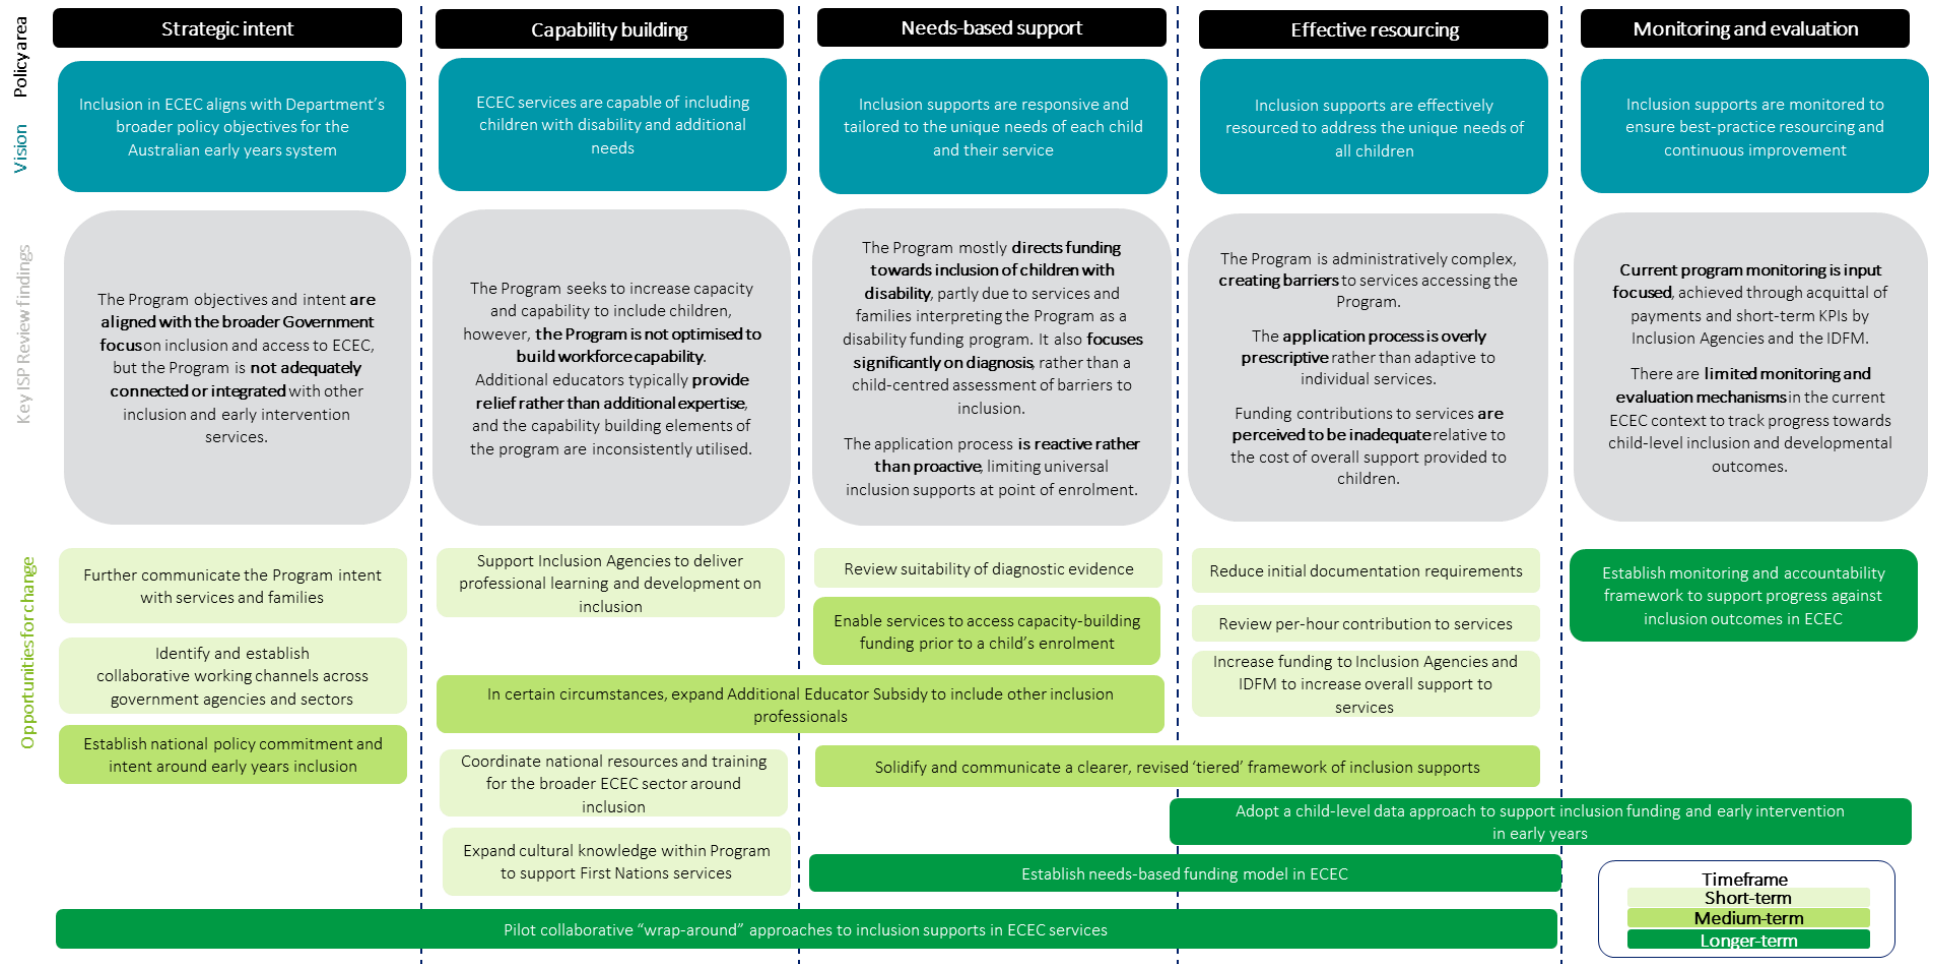 Policy area
Strategic intent
Capability building
Needs-based support
Effective resourcing
Monitoring and evaluation
Vision
Inclusion in ECEC aligns with Department's
broader policy objectives for the
Australian early years system
ECEC services are capable of including
children with disability and additional
needs
Inclusion supports are responsive and
tailored to the unique needs of each child
and their service
Inclusion supports are effectively
resourced to address the unique needs of
all children
Inclusion supports are monitored to
ensure best-practice resourcing and
continuous improvement
Key ISP Review findings
The Program objectives and intent are
aligned with the broader Government
focus on inclusion and access to ECEC,
but the Program is not adequately
connected or integrated with other
inclusion and early intervention
services.
The Program seeks to increase capacity
and capability to include children,
however, the Program is not optimised to
build workforce capability.
Additional educators typically provide
relief rather than additional expertise,
and the capability building elements of
the program are inconsistently utilised.
The Program mostly directs funding
towards inclusion of children with
disability, partly due to services and
families interpreting the Program as a
disability funding program. It also focuses
significantly on diagnosis, rather than a
child-centred assessment of barriers to
inclusion.
The application process is reactive rather
than proactive, limiting universal
inclusion supports at point of enrolment.
The Program is administratively complex,
creating barriers to services accessing the
Program.
The application process is overly
prescriptive rather than adaptive to
individual services.
Funding contributions to services are
perceived to be inadequate relative to
the cost of overall support provided to
children.
Current program monitoring is input
focused, achieved through acquittal of
payments and short-term KPIs by
Inclusion Agencies and the IDFM.
There are limited monitoring and
evaluation mechanisms in the current
ECEC context to track progress towards
child-level inclusion and developmental
outcomes.
Opportunities for change
Further communicate the Program intent
with services and families
Identify and establish
collaborative working channels across
government agencies and sectors
Establish national policy commitment and
intent around early years inclusion
Support Inclusion Agencies to deliver
professional learning and development on
inclusion
Review suitability of diagnostic evidence
Enable services to access capacity-building
funding prior to a child's enrolment
In certain circumstances, expand Additional Educator Subsidy to include other inclusion
professionals
Coordinate national resources and training
for the broader ECEC sector around
inclusion
Expand cultural knowledge within Program
to support First Nations services
Reduce initial documentation requirements
Review per-hour contribution to services
Increase funding to Inclusion Agencies and
IDFM to increase overall support to
services
Solidify and communicate a clearer, revised 'tiered' framework of inclusion supports
Establish monitoring and accountability
framework to support progress against
inclusion outcomes in ECEC
Adopt a child-level data approach to support inclusion funding and early intervention
in early years
Establish needs-based funding model in ECEC
Pilot collaborative "wrap-around" approaches to inclusion supports in ECEC services
Timeframe
Short-term
Medium-term
Longer-term